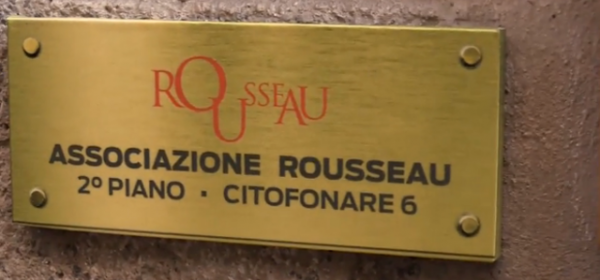 ROUSSEAU
ASSOCIAZIONE ROUSSEAU
2º PIANO · CITOFONARE 6